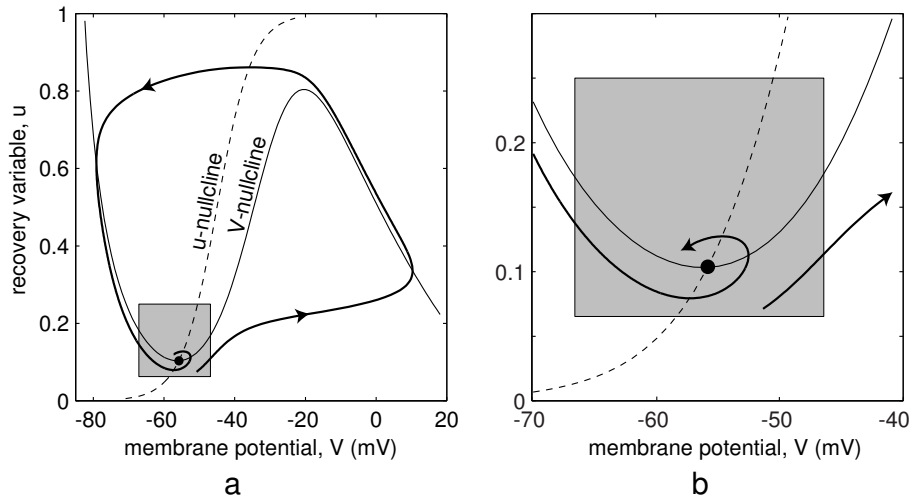 1
0.8
0.6
0.4
0.2
0
recovery variable, u
u-nullcline
V-nullcline
-80 -60 -40 -20 0 20
membrane potential, V (mV)
a
0.2
0.1
0
-70 -60 -50 -40
membrane potential, V (mV)
b